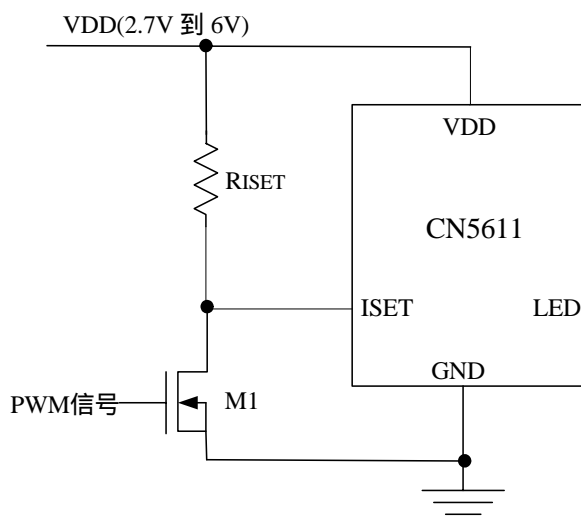 VDD(2.7V 到 6V)
VDD
RISET
CN5611
ISET
LED
GND
PWM信号
M1